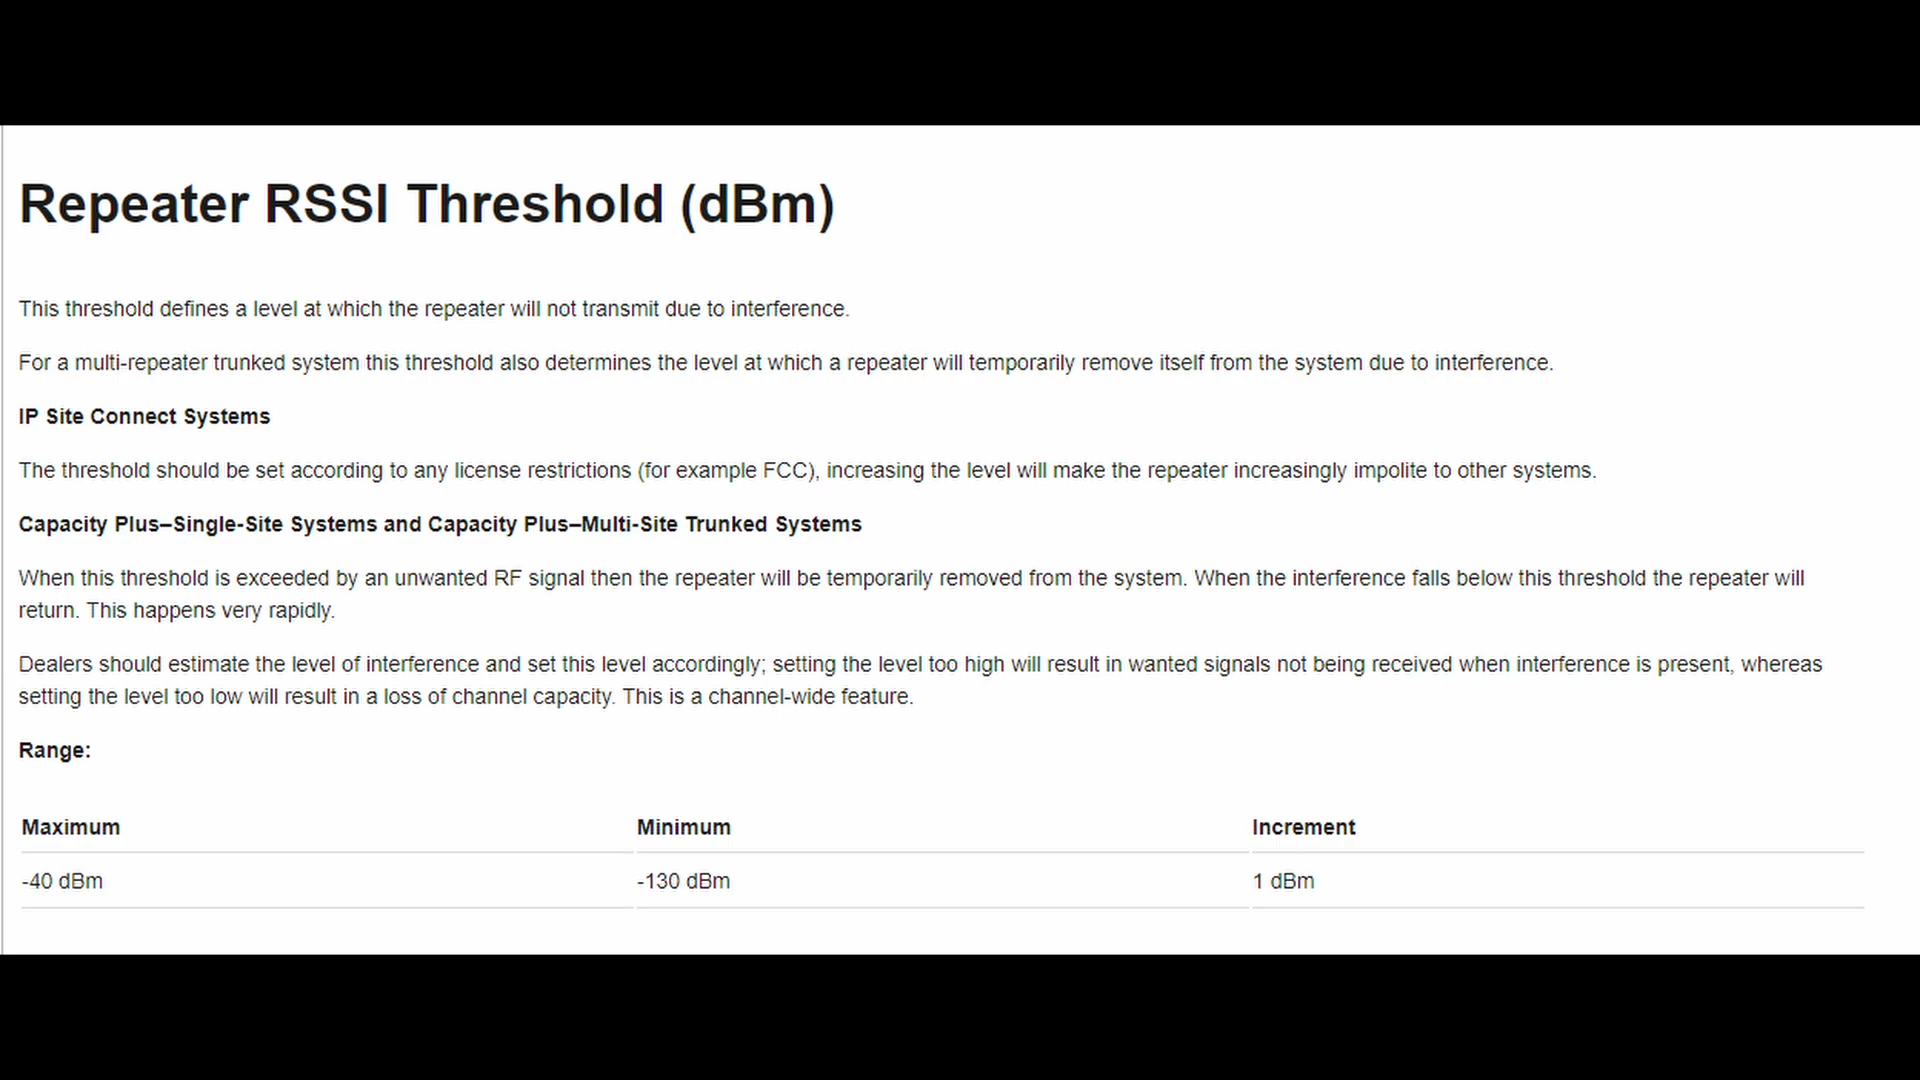 Repeater RSSI Threshold (dBm)
This threshold defines a level at which the repeater will not transmit due to interference.
For a multi-repeater trunked system this threshold also determines the level at which a repeater will temporarily remove itself from the system due to interference.
IP Site Connect Systems
The threshold should be set according to any license restrictions (for example FCC), increasing the level will make the repeater increasingly impolite to other systems.
Capacity Plus–Single-Site Systems and Capacity Plus–Multi-Site Trunked Systems
When this threshold is exceeded by an unwanted RF signal then the repeater will be temporarily removed from the system. When the interference falls below this threshold the repeater will
return. This happens very rapidly.
Dealers should estimate the level of interference and set this level accordingly; setting the level too high will result in wanted signals not being received when interference is present, whereas
setting the level too low will result in a loss of channel capacity. This is a channel-wide feature.
Range:
Maximum Minimum Increment
-40 dBm -130 dBm 1 dBm